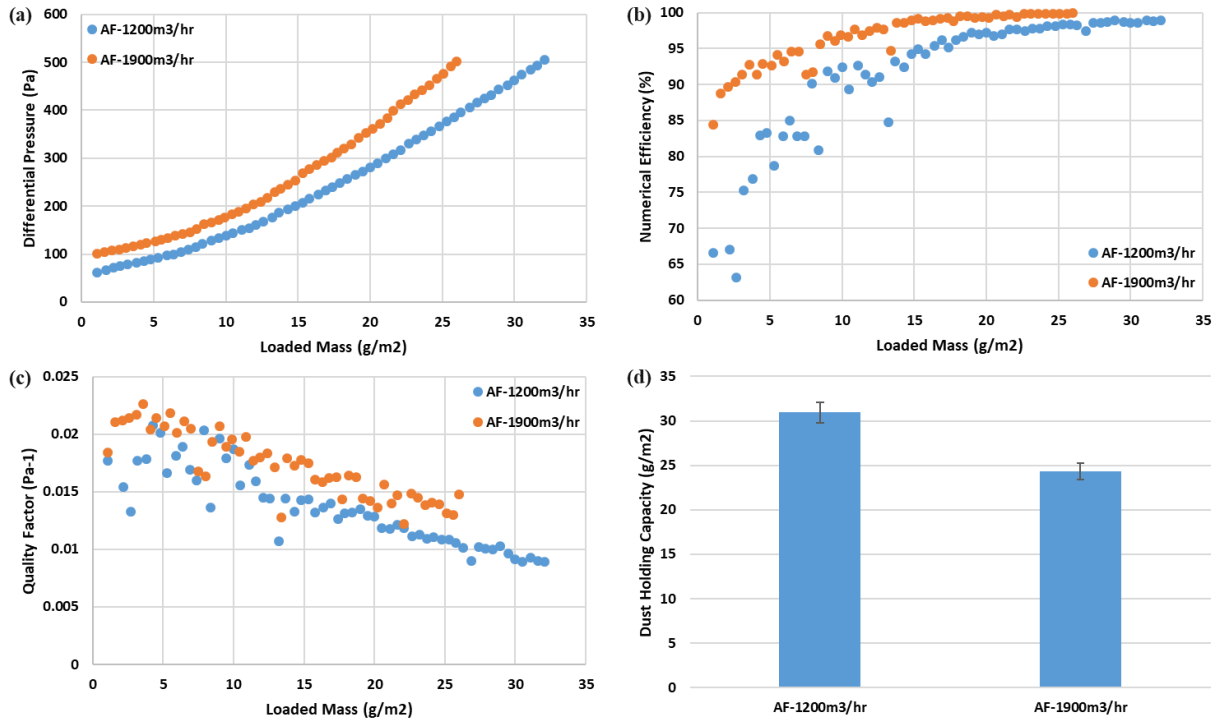 (a)
600
500
400
300
200
100
0
Differential Pressure (Pa)
AF-1200m3/hr
AF-1900m3/hr
0 5 10 15 20 25 30 35
Loaded Mass (g/m2)
(b)
100
95
90
85
80
75
70
65
60
Numerical Efficiency (%)
AF-1200m3/hr
AF-1900m3/hr
0 5 10 15 20 25 30 35
Loaded Mass (g/m2)
(c)
0.025
0.02
0.015
0.01
0.005
0
Quality Factor (Pa-1)
AF-1200m3/hr
AF-1900m3/hr
0 5 10 15 20 25 30 35
Loaded Mass (g/m2)
(d)
35
30
25
20
15
10
5
0
Dust Holding Capacity (g/m2)
AF-1200m3/hr AF-1900m3/hr